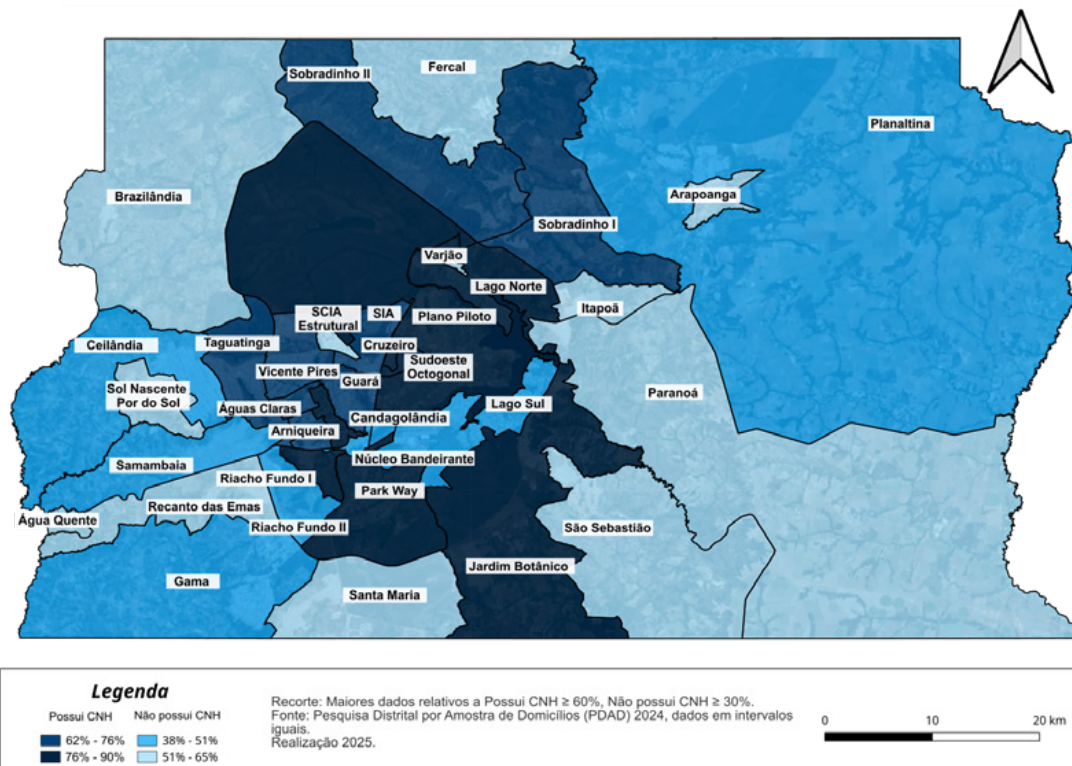 Sobradinho II
Fercal
Planaltina
Brazilândia
Arapoanga
Sobradinho I
Varjão
Lago Norte
Itapoã
SCIA
Estrutural
SIA
Plano Piloto
Ceilândia
Taguatinga
Cruzeiro
Sudoeste
Octogonal
Vicente Pires
Guará
Sol Nascente
Por do Sol
Paranoá
Águas Claras
Candagolândia
Lago Sul
Arniqueira
Samambaia
Núcleo Bandeirante
Riacho Fundo I
Park Way
Recanto das Emas
Água Quente
Riacho Fundo II
São Sebastião
Jardim Botânico
Gama
Santa Maria
Legenda
Possui CNH
Não possui CNH
62% - 76%
38% - 51%
76% - 90%
51% - 65%
Recorte: Maiores dados relativos a Possui CNH ≥ 60%, Não possui CNH ≥ 30%.
Fonte: Pesquisa Distrital por Amostra de Domicílios (PDAD) 2024, dados em intervalos
iguais.
Realização 2025.
0 10 20 km